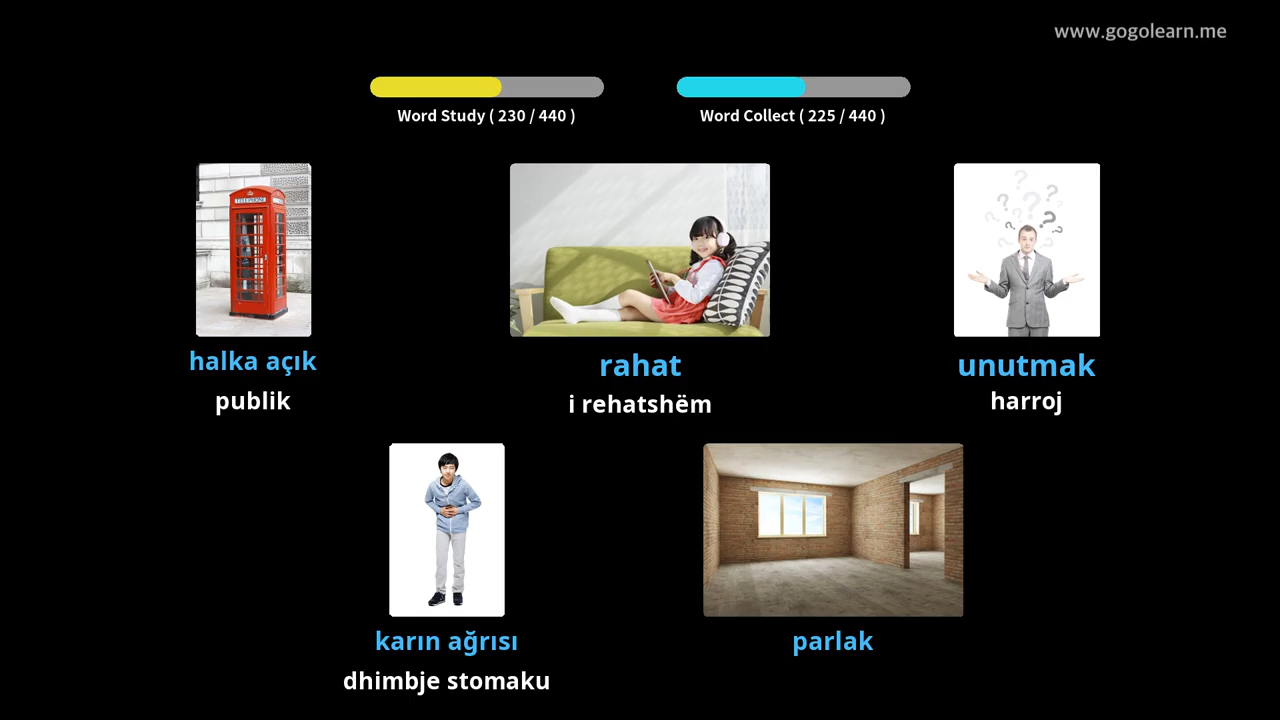 www.gogolearn.me
Word Study ( 230 / 440 )
Word Collect ( 225 / 440 )
TELEPHONE
halka açık
publik
rahat
i rehatshëm
unutmak
harroj
karın ağrısı
dhimbje stomaku
parlak